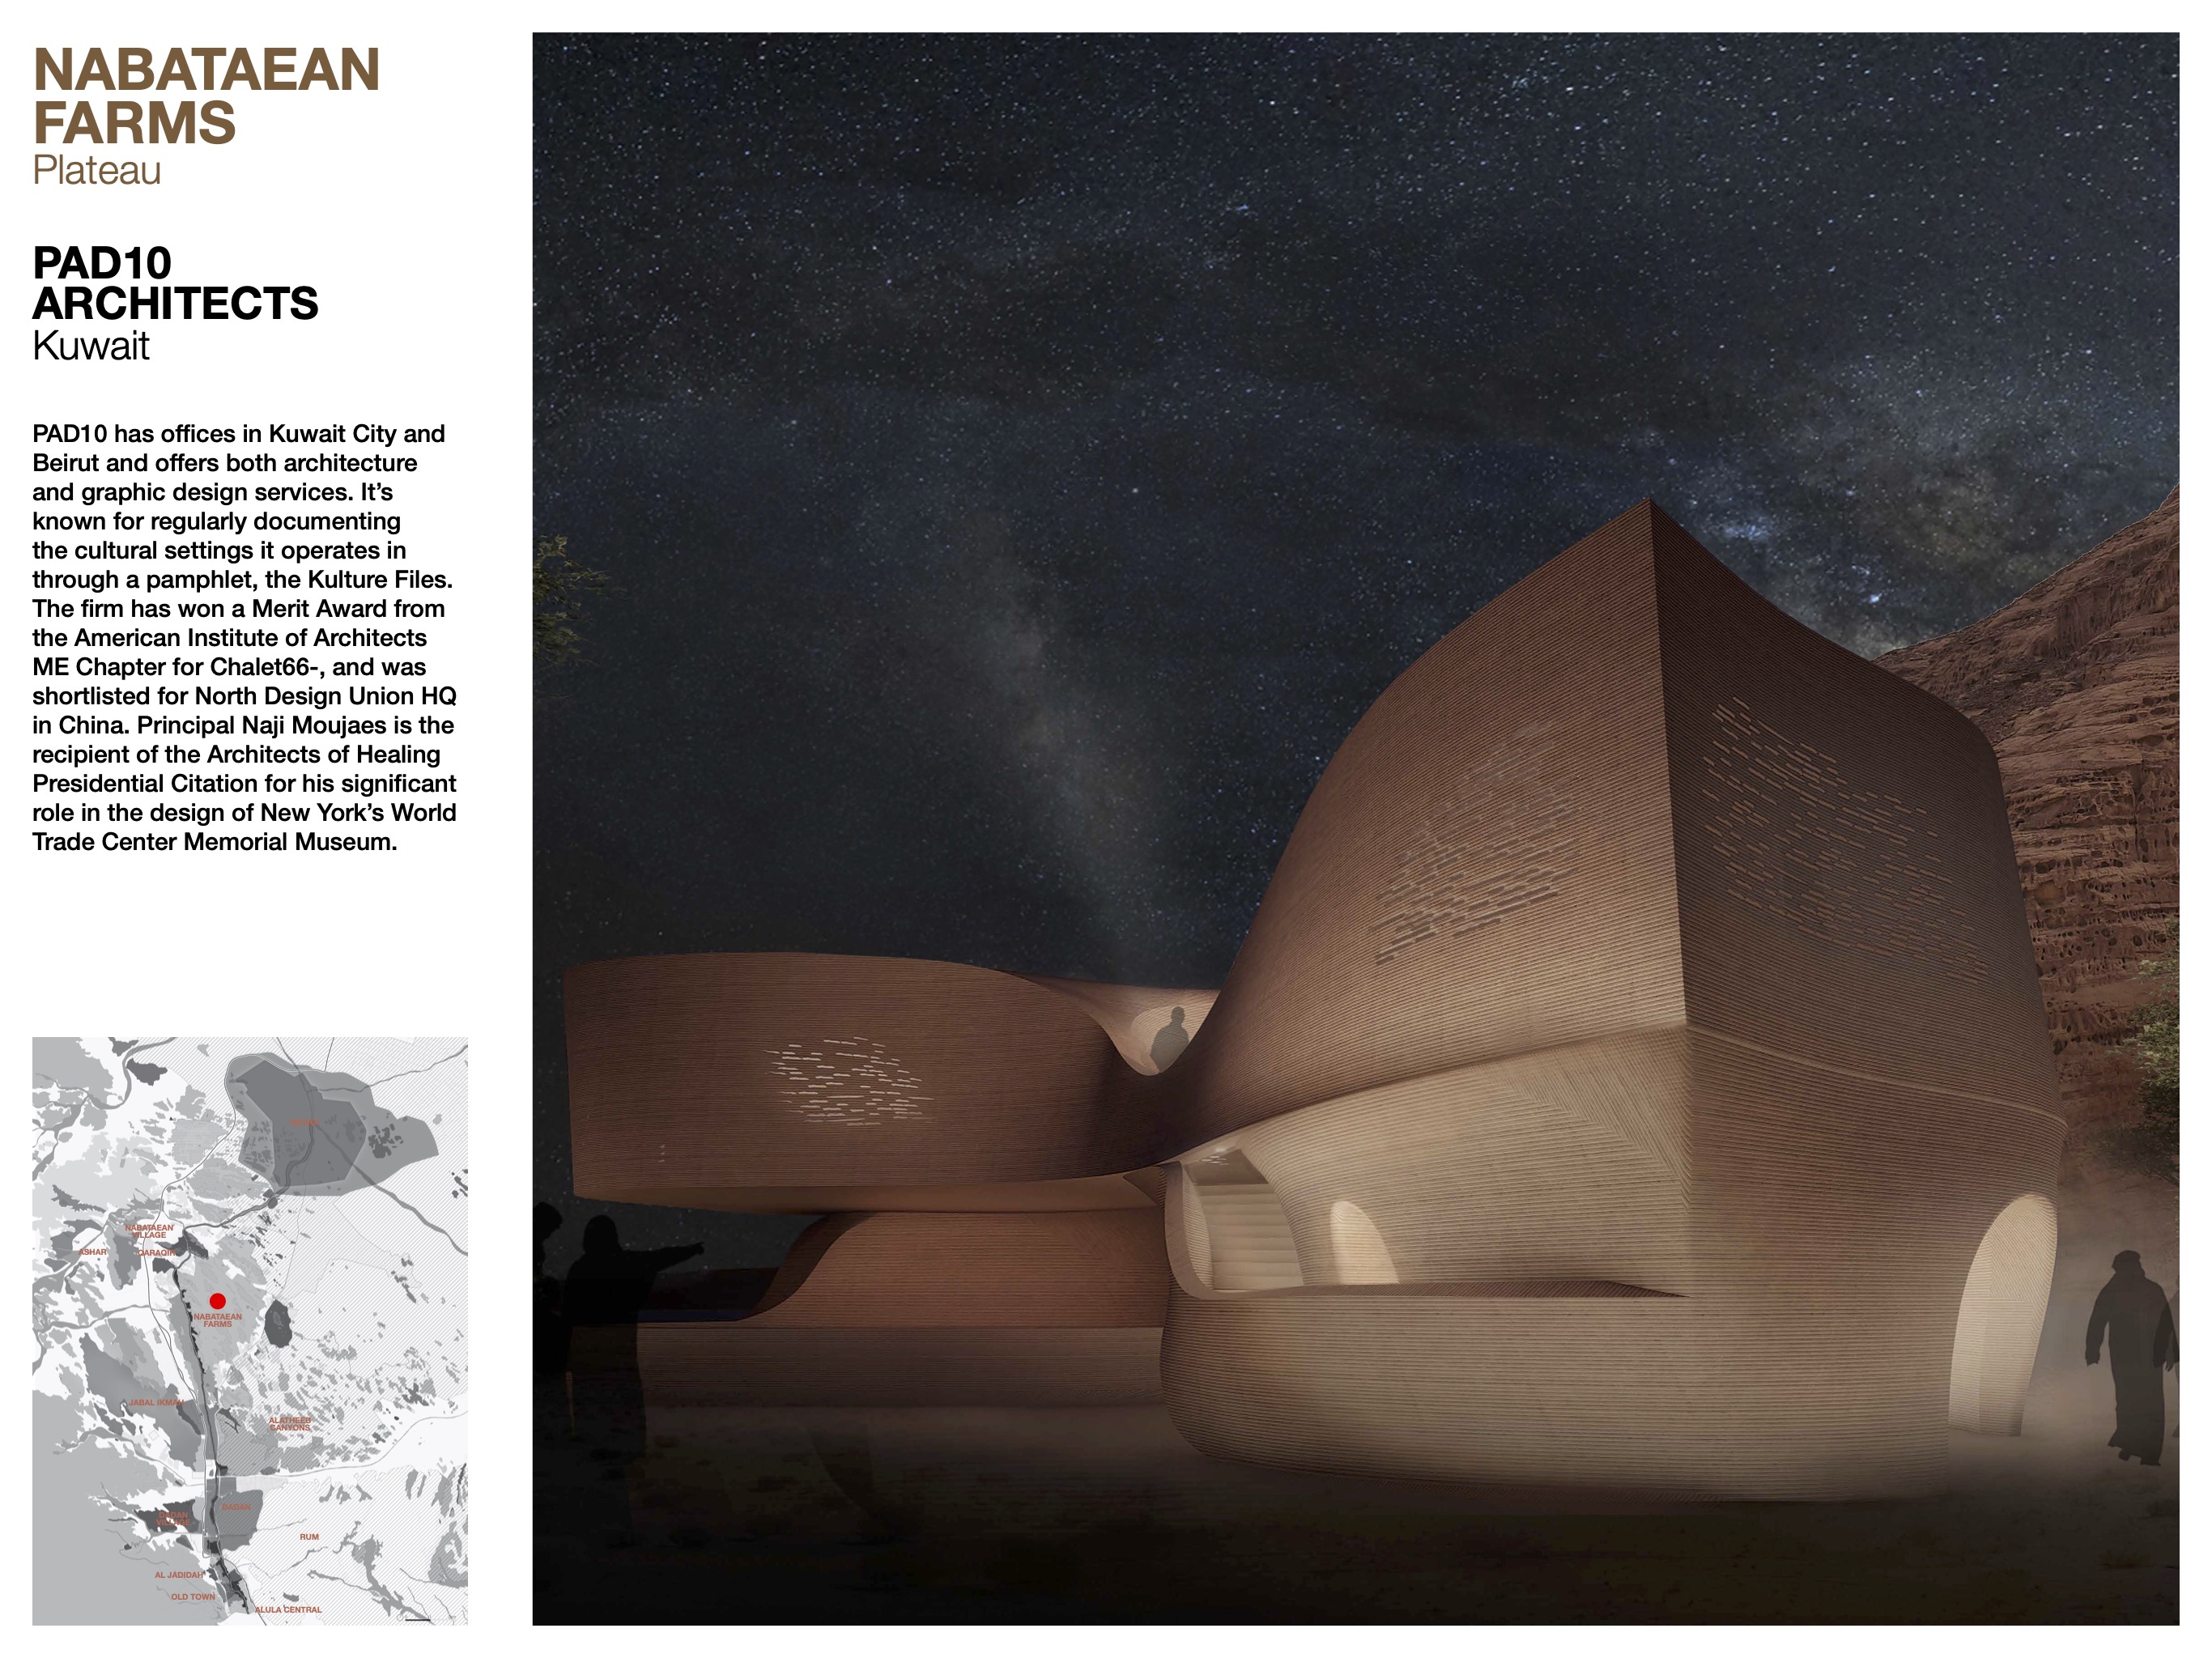 NABATAEAN
FARMS
Plateau
PAD10
ARCHITECTS
Kuwait
PAD10 has offices in Kuwait City and
Beirut and offers both architecture
and graphic design services. It’s
known for regularly documenting
the cultural settings it operates in
through a pamphlet, the Kulture Files.
The firm has won a Merit Award from
the American Institute of Architects
ME Chapter for Chalet66-, and was
shortlisted for North Design Union HQ
in China. Principal Naji Moujaes is the
recipient of the Architects of Healing
Presidential Citation for his significant
role in the design of New York’s World
Trade Center Memorial Museum.
NABATAEAN
VILLAGE
ASHAR
QARAQIR
NABATAEAN
FARMS
JABAL IKMAH
ALATHEEB
CANYONS
DADAN
DADAN
VILLAGE
RUM
AL JADIDAH
OLD TOWN
ALULA CENTRAL